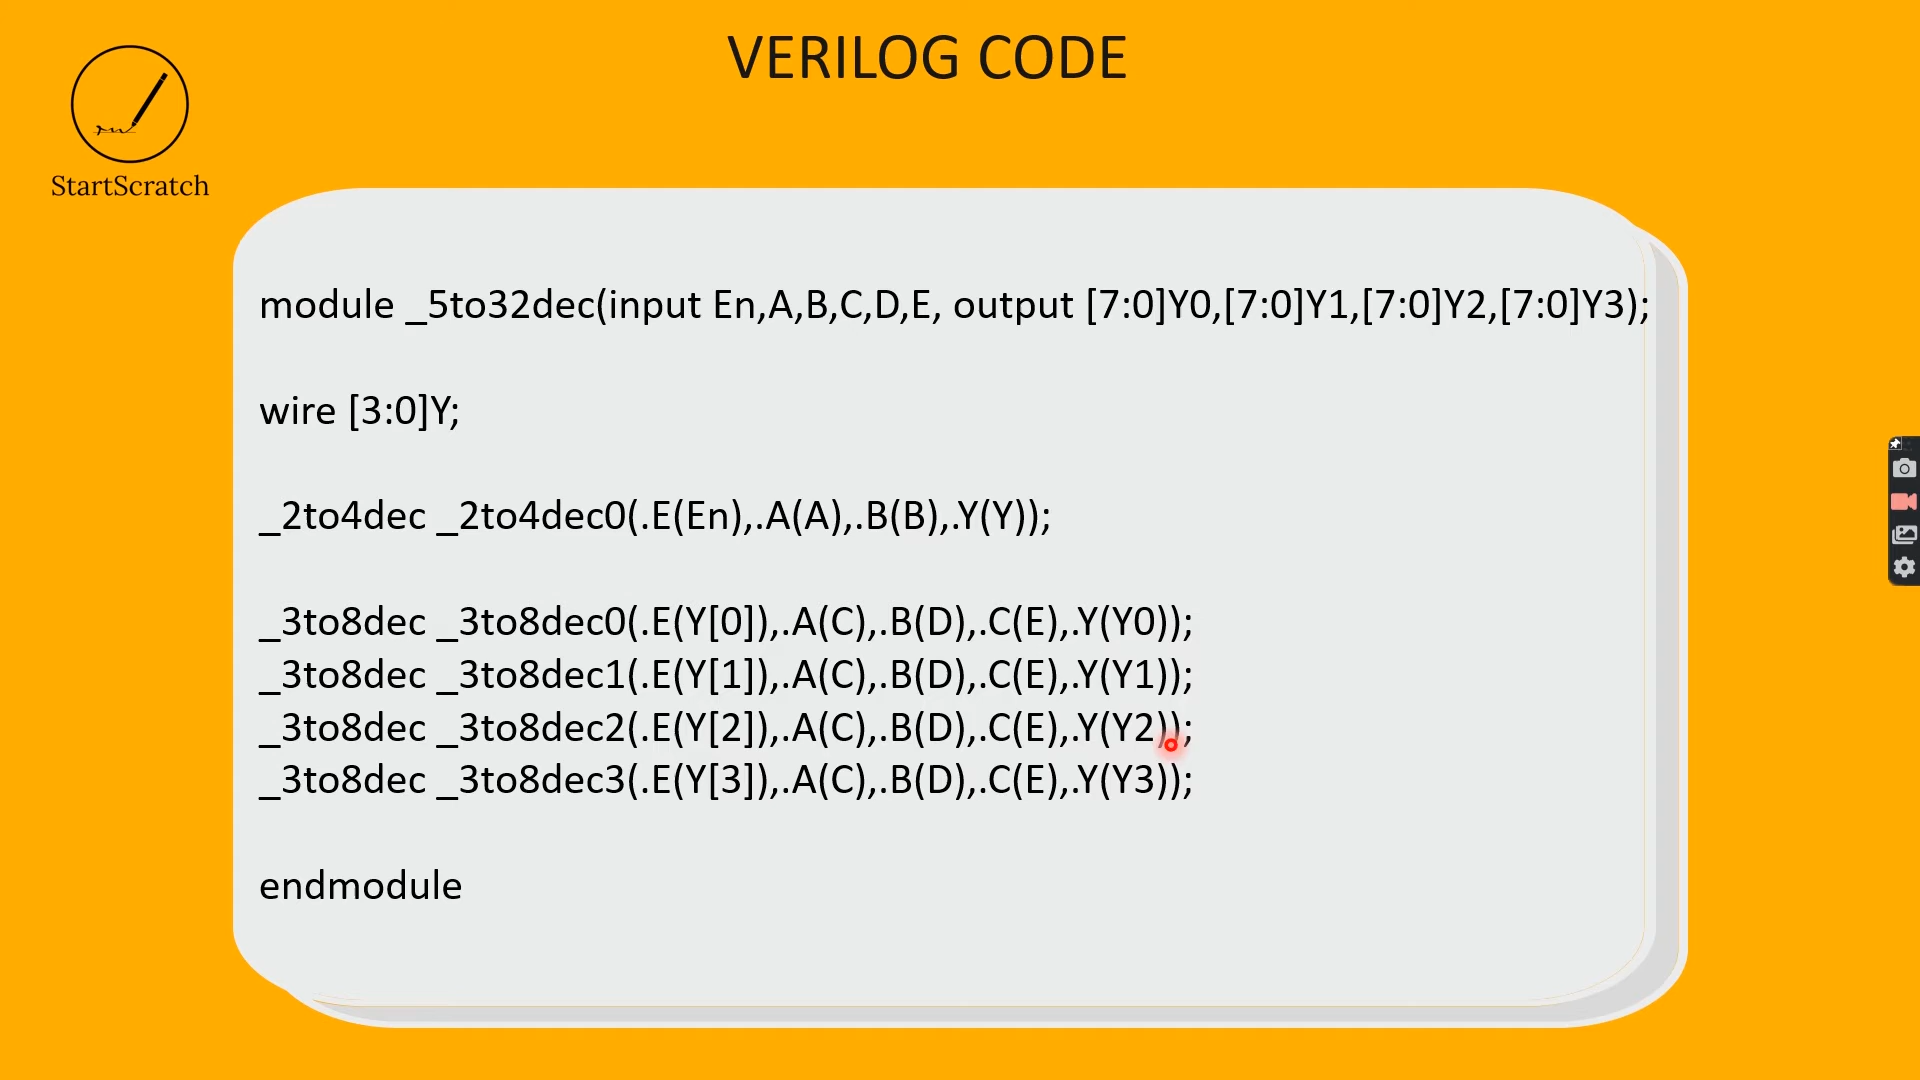 VERILOG CODE
StartScratch
module _5to32dec(input En,A,B,C,D,E, output [7:0]Y0,[7:0]Y1,[7:0]Y2,[7:0]Y3);
wire [3:0]Y;
_2to4dec _2to4dec0(.E(En),.A(A),.B(B),.Y(Y));
_3to8dec _3to8dec0(.E(Y[0]),.A(C),.B(D),.C(E),.Y(Y0));
_3to8dec _3to8dec1(.E(Y[1]),.A(C),.B(D),.C(E),.Y(Y1));
_3to8dec _3to8dec2(.E(Y[2]),.A(C),.B(D),.C(E),.Y(Y2));
_3to8dec _3to8dec3(.E(Y[3]),.A(C),.B(D),.C(E),.Y(Y3));
endmodule